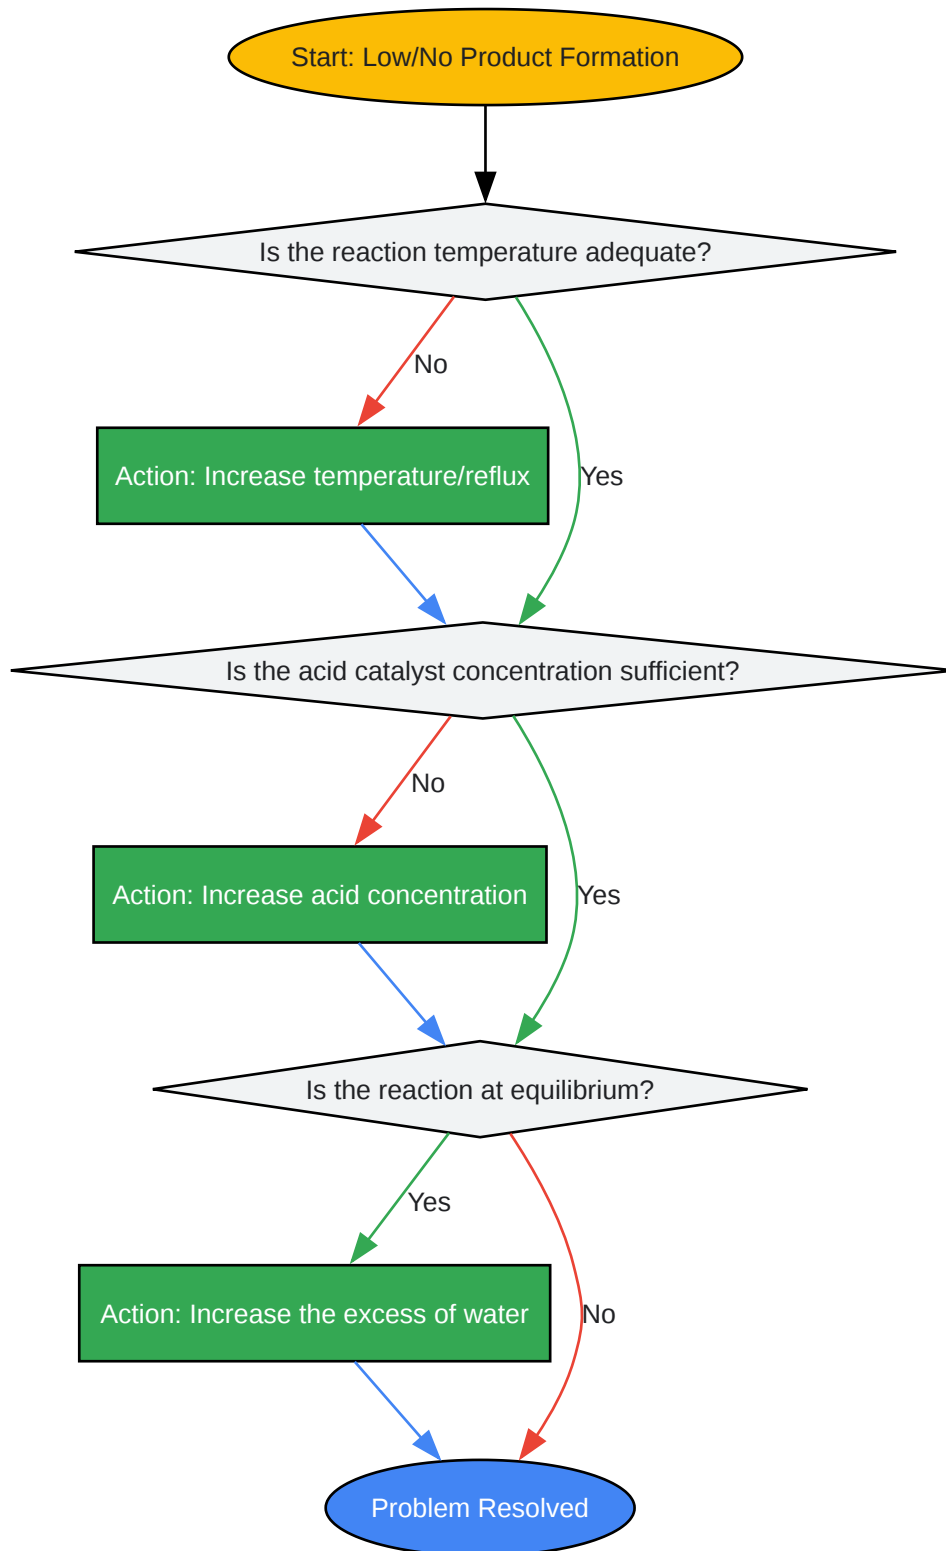 Start: Low/No Product Formation
Is the reaction temperature adequate?
No
Action: Increase temperature/reflux
Yes
Is the acid catalyst concentration sufficient?
No
Action: Increase acid concentration
Yes
Is the reaction at equilibrium?
Yes
Action: Increase the excess of water
No
Problem Resolved